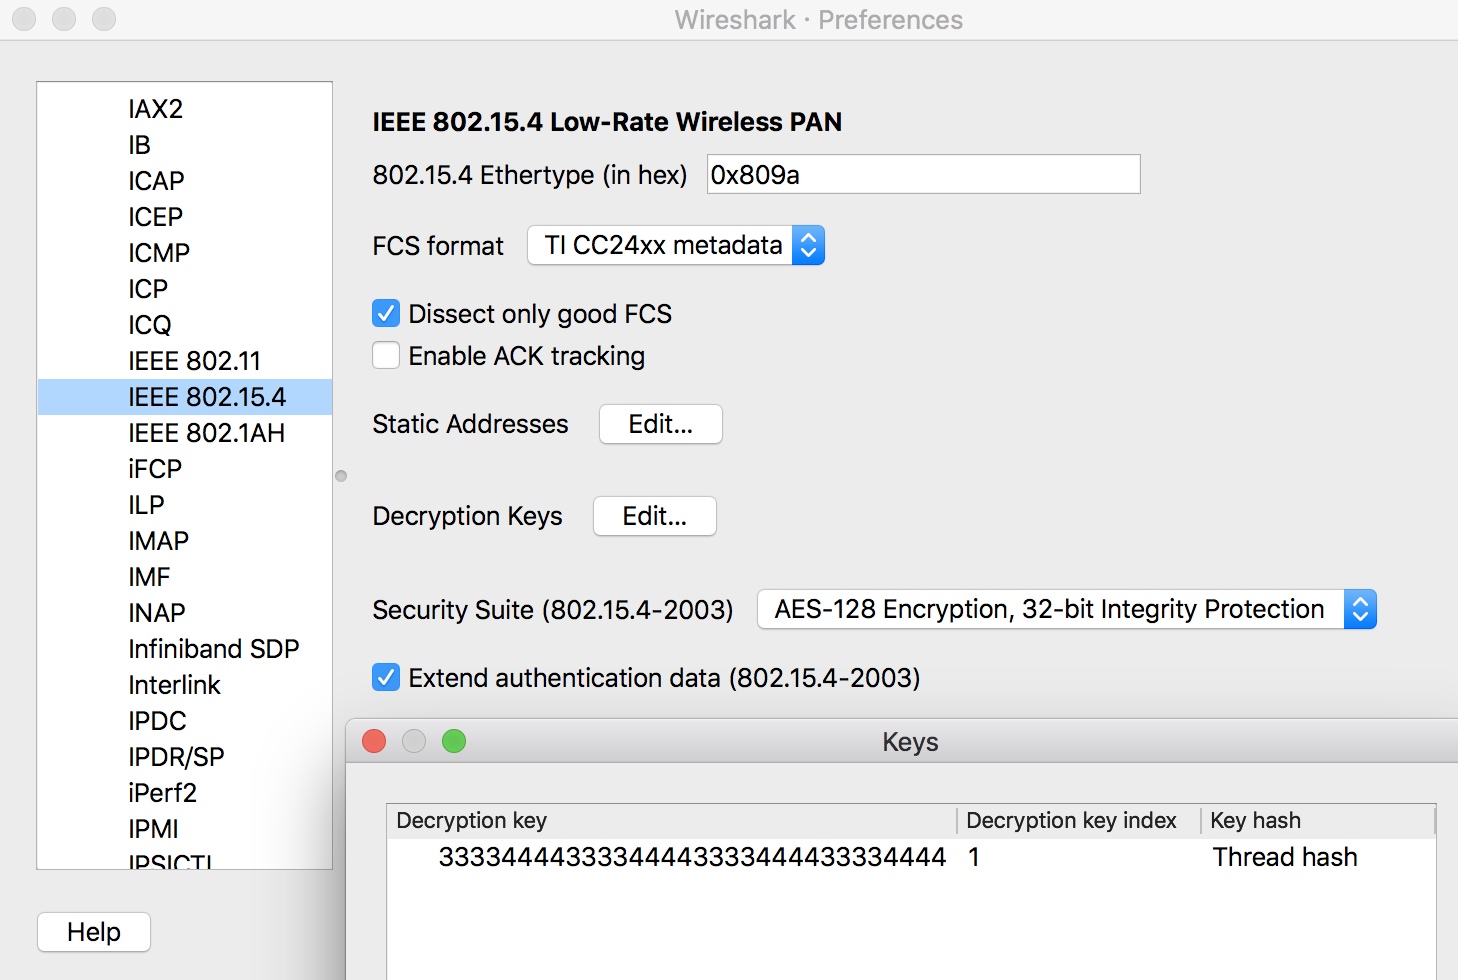 Wireshark · Preferences
IAX2
IB
ICAP
ICEP
ICMP
ICP
ICQ
IEEE 802.11
IEEE 802.15.4
IEEE 802.1AH
iFCP
ILP
IMAP
IMF
INAP
Infiniband SDP
Interlink
IPDC
IPDR/SP
iPerf2
IPMI
IPSICTL
Help
IEEE 802.15.4 Low-Rate Wireless PAN
802.15.4 Ethertype (in hex) 0x809a
FCS format TI CC24xx metadata
Dissect only good FCS
Enable ACK tracking
Static Addresses Edit...
Decryption Keys Edit...
Security Suite (802.15.4-2003) AES-128 Encryption, 32-bit Integrity Protection
Extend authentication data (802.15.4-2003)
Keys
Decryption key Decryption key index Key hash
33334444333344443333444433334444 1 Thread hash